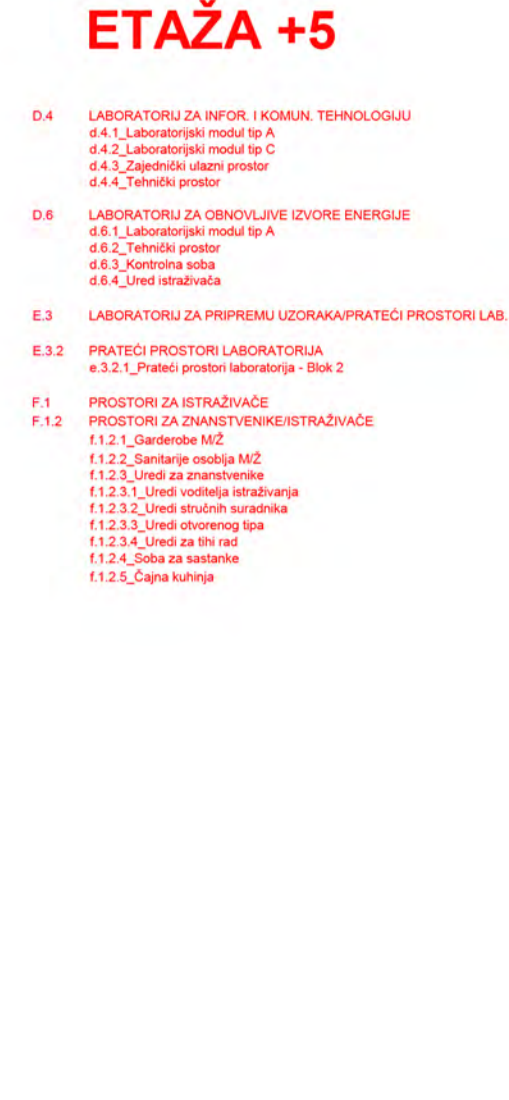 ETAŽA +5
D.4 LABORATORIJ ZA INFOR. I KOMUN. TEHNOLOGIJU
d.4.1_Laboratorijski modul tip A
d.4.2_Laboratorijski modul tip C
d.4.3_Zajednički ulazni prostor
d.4.4_Tehnički prostor
D.6 LABORATORIJ ZA OBNOVLJIVE IZVORE ENERGIJE
d.6.1_Laboratorijski modul tip A
d.6.2_Tehnički prostor
d.6.3_Kontrolna soba
d.6.4_Ured istraživača
E.3 LABORATORIJ ZA PRIPREMU UZORAKA/PRATEĆI PROSTORI LAB.
E.3.2 PRATEĆI PROSTORI LABORATORIJA
e.3.2.1_Prateći prostori laboratorija - Blok 2
F.1 PROSTORI ZA ISTRAŽIVAČE
F.1.2 PROSTORI ZA ZNANSTVENIKE/ISTRAŽIVAČE
f.1.2.1_Garderobe M/Ž
f.1.2.2_Sanitarije osoblja M/Ž
f.1.2.3_Uredi za znanstvenike
f.1.2.3.1_Uredi voditelja istraživanja
f.1.2.3.2_Uredi stručnih suradnika
f.1.2.3.3_Uredi otvorenog tipa
f.1.2.3.4_Uredi za tihi rad
f.1.2.4_Soba za sastanke
f.1.2.5_Čajna kuhinja